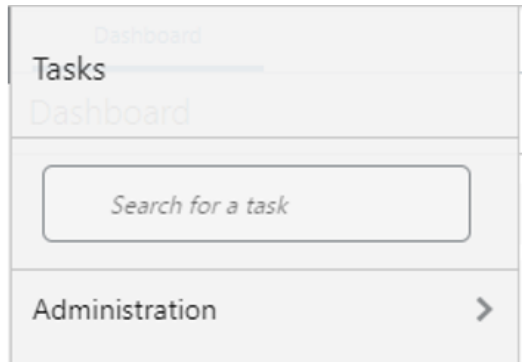 Dashboard
Tasks
Dashboard
Search for a task
Administration